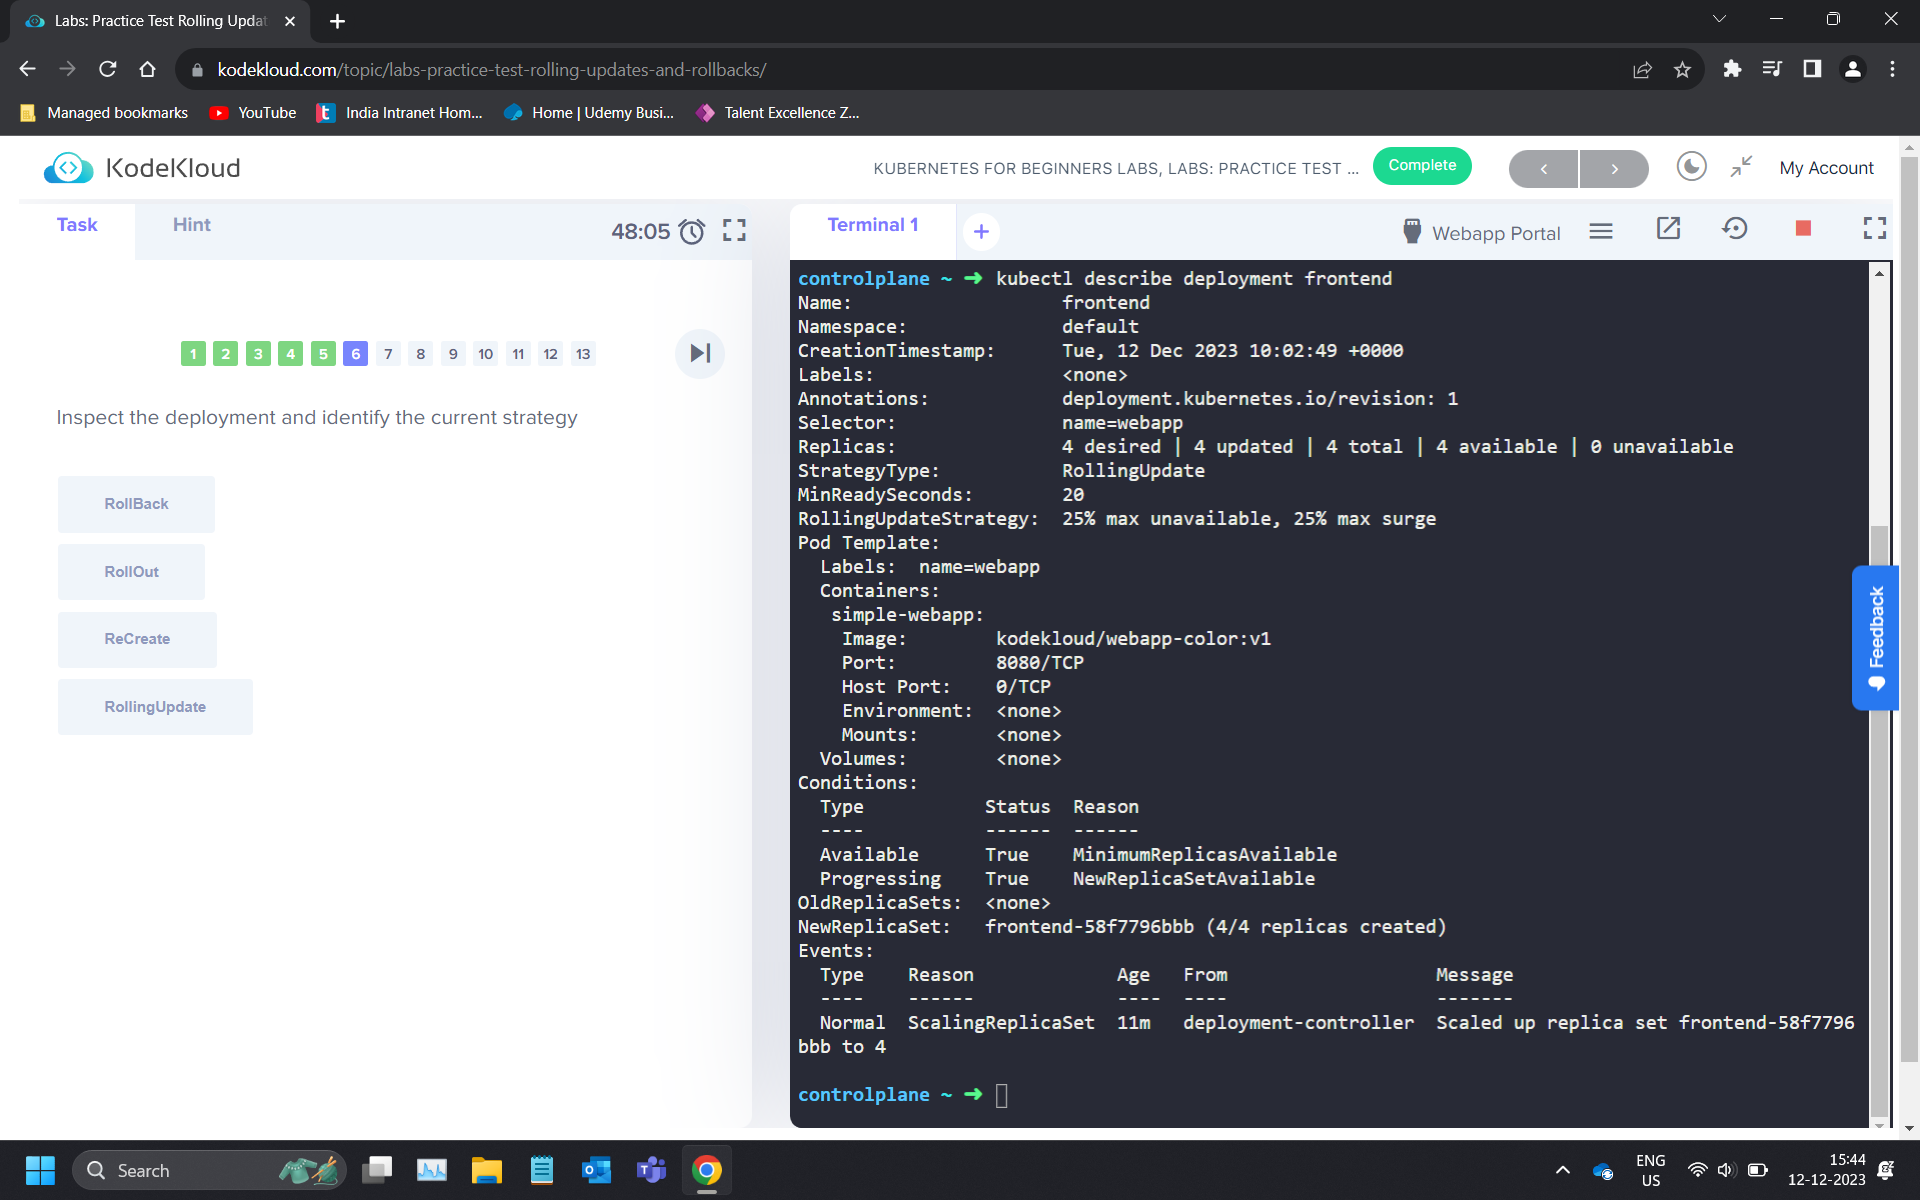 Labs: Practice Test Rolling Updat
kodekloud.com/topic/labs-practice-test-rolling-updates-and-rollbacks/
Managed bookmarks
YouTube
India Intranet Hom...
Home | Udemy Busi...
Talent Excellence Z...
KodeKloud
KUBERNETES FOR BEGINNERS LABS, LABS: PRACTICE TEST ...
Complete
My Account
Task
Hint
48:05
Terminal 1
+
Webapp Portal
1 2 3 4 5 6 7 8 9 10 11 12 13
Inspect the deployment and identify the current strategy
RollBack
RollOut
ReCreate
RollingUpdate
controlplane ~ ➜ kubectl describe deployment frontend
Name: frontend
Namespace: default
CreationTimestamp: Tue, 12 Dec 2023 10:02:49 +0000
Labels: <none>
Annotations: deployment.kubernetes.io/revision: 1
Selector: name=webapp
Replicas: 4 desired | 4 updated | 4 total | 4 available | 0 unavailable
StrategyType: RollingUpdate
MinReadySeconds: 20
RollingUpdateStrategy: 25% max unavailable, 25% max surge
Pod Template:
Labels: name=webapp
Containers:
simple-webapp:
Image: kodekloud/webapp-color:v1
Port: 8080/TCP
Host Port: 0/TCP
Environment: <none>
Mounts: <none>
Volumes: <none>
Conditions:
Type Status Reason
---- ------ ------
Available True MinimumReplicasAvailable
Progressing True NewReplicaSetAvailable
OldReplicaSets: <none>
NewReplicaSet: frontend-58f7796bbb (4/4 replicas created)
Events:
Type Reason Age From Message
---- ------ ---- ---- -------
Normal ScalingReplicaSet 11m deployment-controller Scaled up replica set frontend-58f7796
bbb to 4
controlplane ~ ➜
Feedback
Search
ENG
US
15:44
12-12-2023